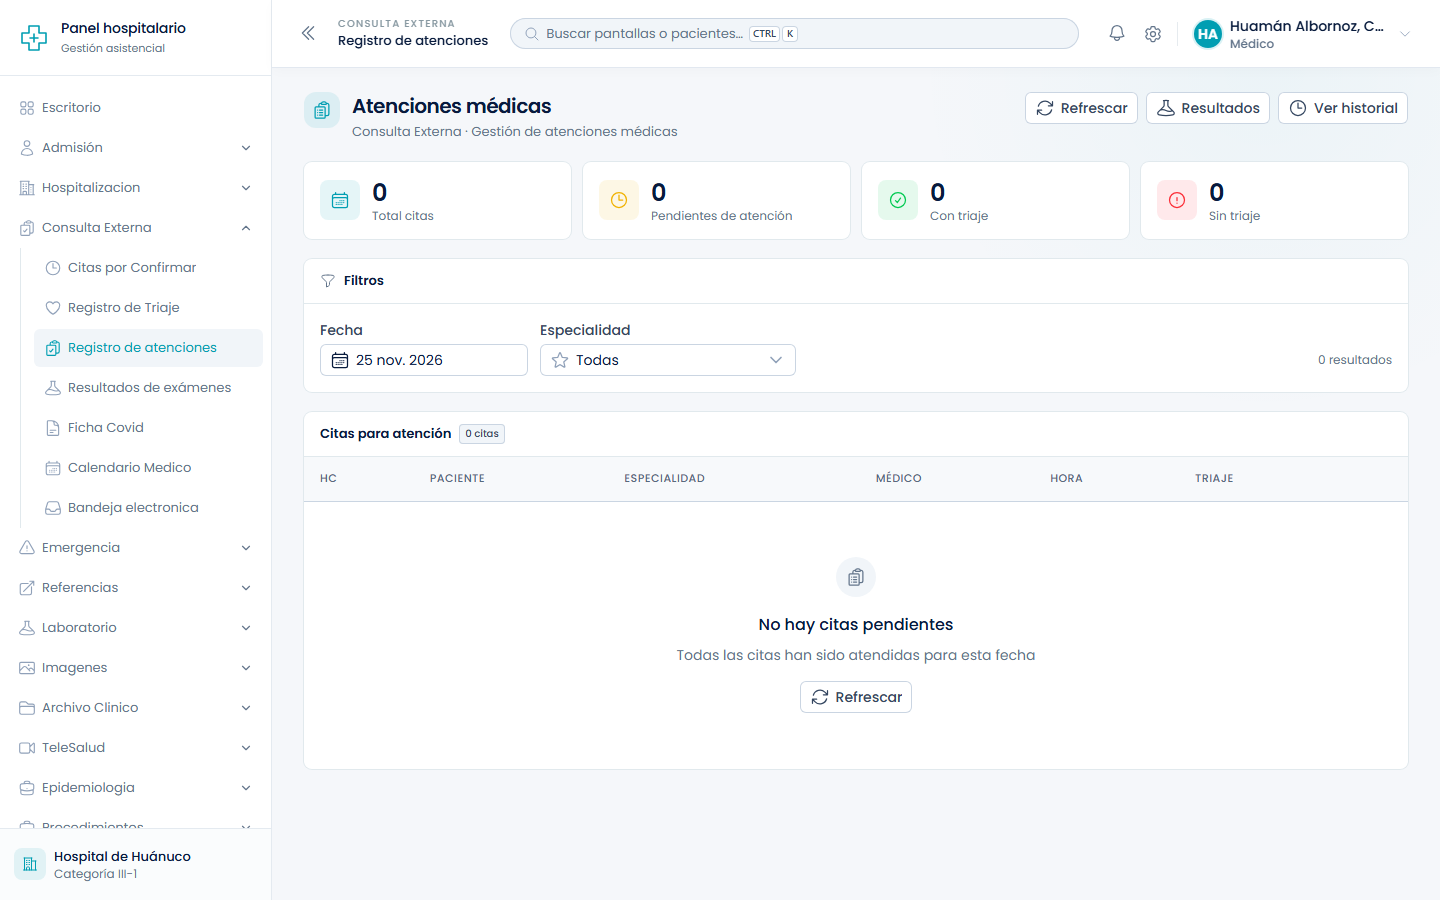 Panel hospitalario
Gestión asistencial
CONSULTA EXTERNA
Registro de atenciones
Buscar pantallas o pacientes... CTRL K
HA
Huamán Albornoz, C...
Médico
Escritorio
Admisión
Hospitalizacion
Consulta Externa
Citas por Confirmar
Registro de Triaje
Registro de atenciones
Resultados de exámenes
Ficha Covid
Calendario Medico
Bandeja electronica
Emergencia
Referencias
Laboratorio
Imagenes
Archivo Clinico
TeleSalud
Epidemiologia
Procedimientos
Hospital de Huánuco
Categoría III-1
Atenciones médicas
Consulta Externa · Gestión de atenciones médicas
Refrescar
Resultados
Ver historial
0
Total citas
0
Pendientes de atención
0
Con triaje
0
Sin triaje
Filtros
Fecha
25 nov. 2026
Especialidad
Todas
0 resultados
Citas para atención 0 citas
HC PACIENTE ESPECIALIDAD MÉDICO HORA TRIAJE
No hay citas pendientes
Todas las citas han sido atendidas para esta fecha
Refrescar